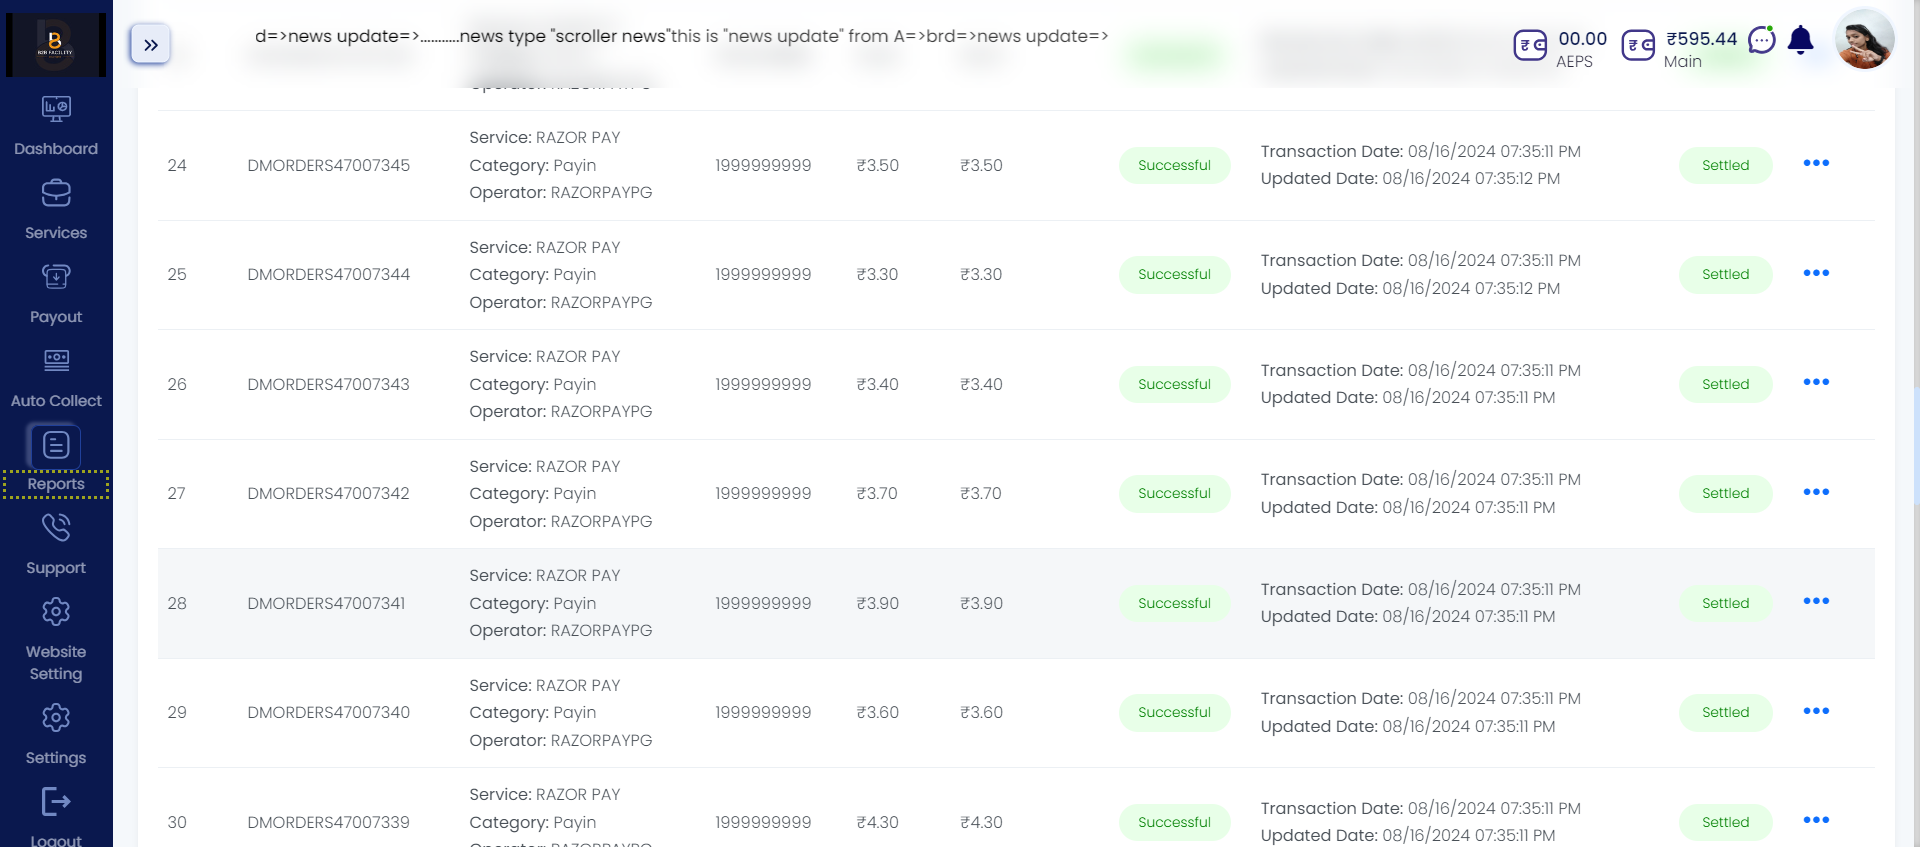 d=>news update=>...........news type "scroller news"this is "news update" from A=>brd=>news update=>
00.00
AEPS
₹595.44
Main
B2B FACILITY
Dashboard
Services
Payout
Auto Collect
Reports
Support
Website
Setting
Settings
Logout
24 DMORDERS47007345 Service: RAZOR PAY
Category: Payin
Operator: RAZORPAYPG 1999999999 ₹3.50 ₹3.50 Successful Transaction Date: 08/16/2024 07:35:11 PM
Updated Date: 08/16/2024 07:35:12 PM Settled
25 DMORDERS47007344 Service: RAZOR PAY
Category: Payin
Operator: RAZORPAYPG 1999999999 ₹3.30 ₹3.30 Successful Transaction Date: 08/16/2024 07:35:11 PM
Updated Date: 08/16/2024 07:35:12 PM Settled
26 DMORDERS47007343 Service: RAZOR PAY
Category: Payin
Operator: RAZORPAYPG 1999999999 ₹3.40 ₹3.40 Successful Transaction Date: 08/16/2024 07:35:11 PM
Updated Date: 08/16/2024 07:35:11 PM Settled
27 DMORDERS47007342 Service: RAZOR PAY
Category: Payin
Operator: RAZORPAYPG 1999999999 ₹3.70 ₹3.70 Successful Transaction Date: 08/16/2024 07:35:11 PM
Updated Date: 08/16/2024 07:35:11 PM Settled
28 DMORDERS47007341 Service: RAZOR PAY
Category: Payin
Operator: RAZORPAYPG 1999999999 ₹3.90 ₹3.90 Successful Transaction Date: 08/16/2024 07:35:11 PM
Updated Date: 08/16/2024 07:35:11 PM Settled
29 DMORDERS47007340 Service: RAZOR PAY
Category: Payin
Operator: RAZORPAYPG 1999999999 ₹3.60 ₹3.60 Successful Transaction Date: 08/16/2024 07:35:11 PM
Updated Date: 08/16/2024 07:35:11 PM Settled
30 DMORDERS47007339 Service: RAZOR PAY
Category: Payin
1999999999 ₹4.30 ₹4.30 Successful Transaction Date: 08/16/2024 07:35:11 PM
Updated Date: 08/16/2024 07:35:11 PM Settled